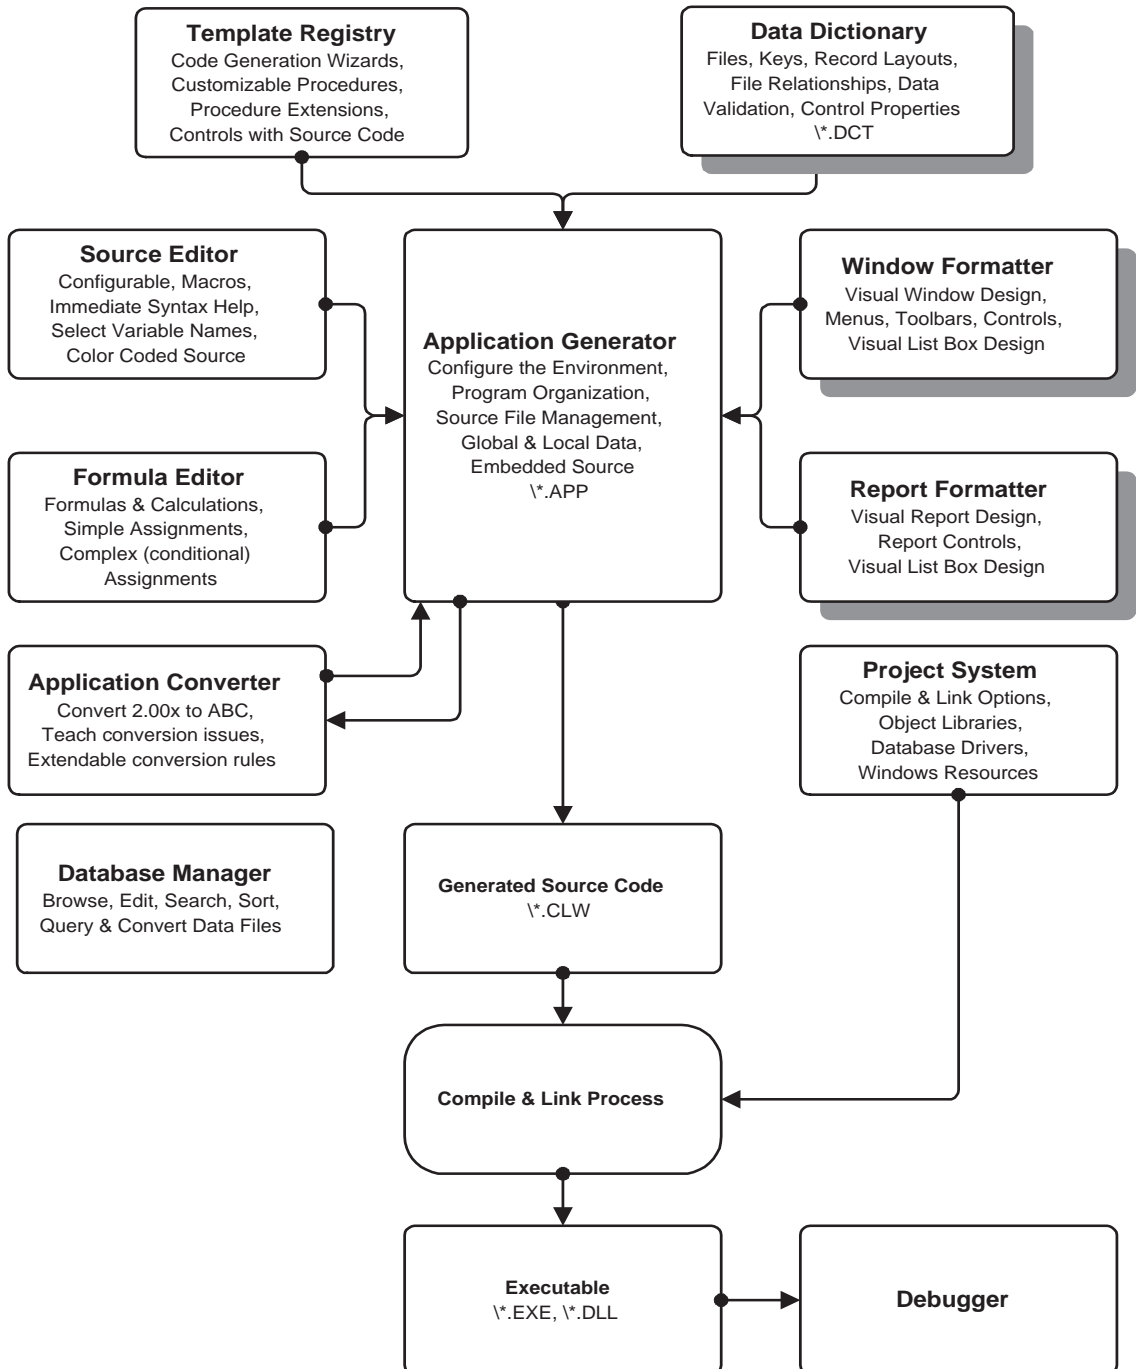 Template Registry
Code Generation Wizards,
Customizable Procedures,
Procedure Extensions,
Controls with Source Code
Data Dictionary
Files, Keys, Record Layouts,
File Relationships, Data
Validation, Control Properties
\*.DCT
Source Editor
Configurable, Macros,
Immediate Syntax Help,
Select Variable Names,
Color Coded Source
Application Generator
Configure the Environment,
Program Organization,
Source File Management,
Global & Local Data,
Embedded Source
\*.APP
Window Formatter
Visual Window Design,
Menus, Toolbars, Controls,
Visual List Box Design
Formula Editor
Formulas & Calculations,
Simple Assignments,
Complex (conditional)
Assignments
Report Formatter
Visual Report Design,
Report Controls,
Visual List Box Design
Application Converter
Convert 2.00x to ABC,
Teach conversion issues,
Extendable conversion rules
Project System
Compile & Link Options,
Object Libraries,
Database Drivers,
Windows Resources
Database Manager
Browse, Edit, Search, Sort,
Query & Convert Data Files
Generated Source Code
\*.CLW
Compile & Link Process
Executable
\*.EXE, \*.DLL
Debugger